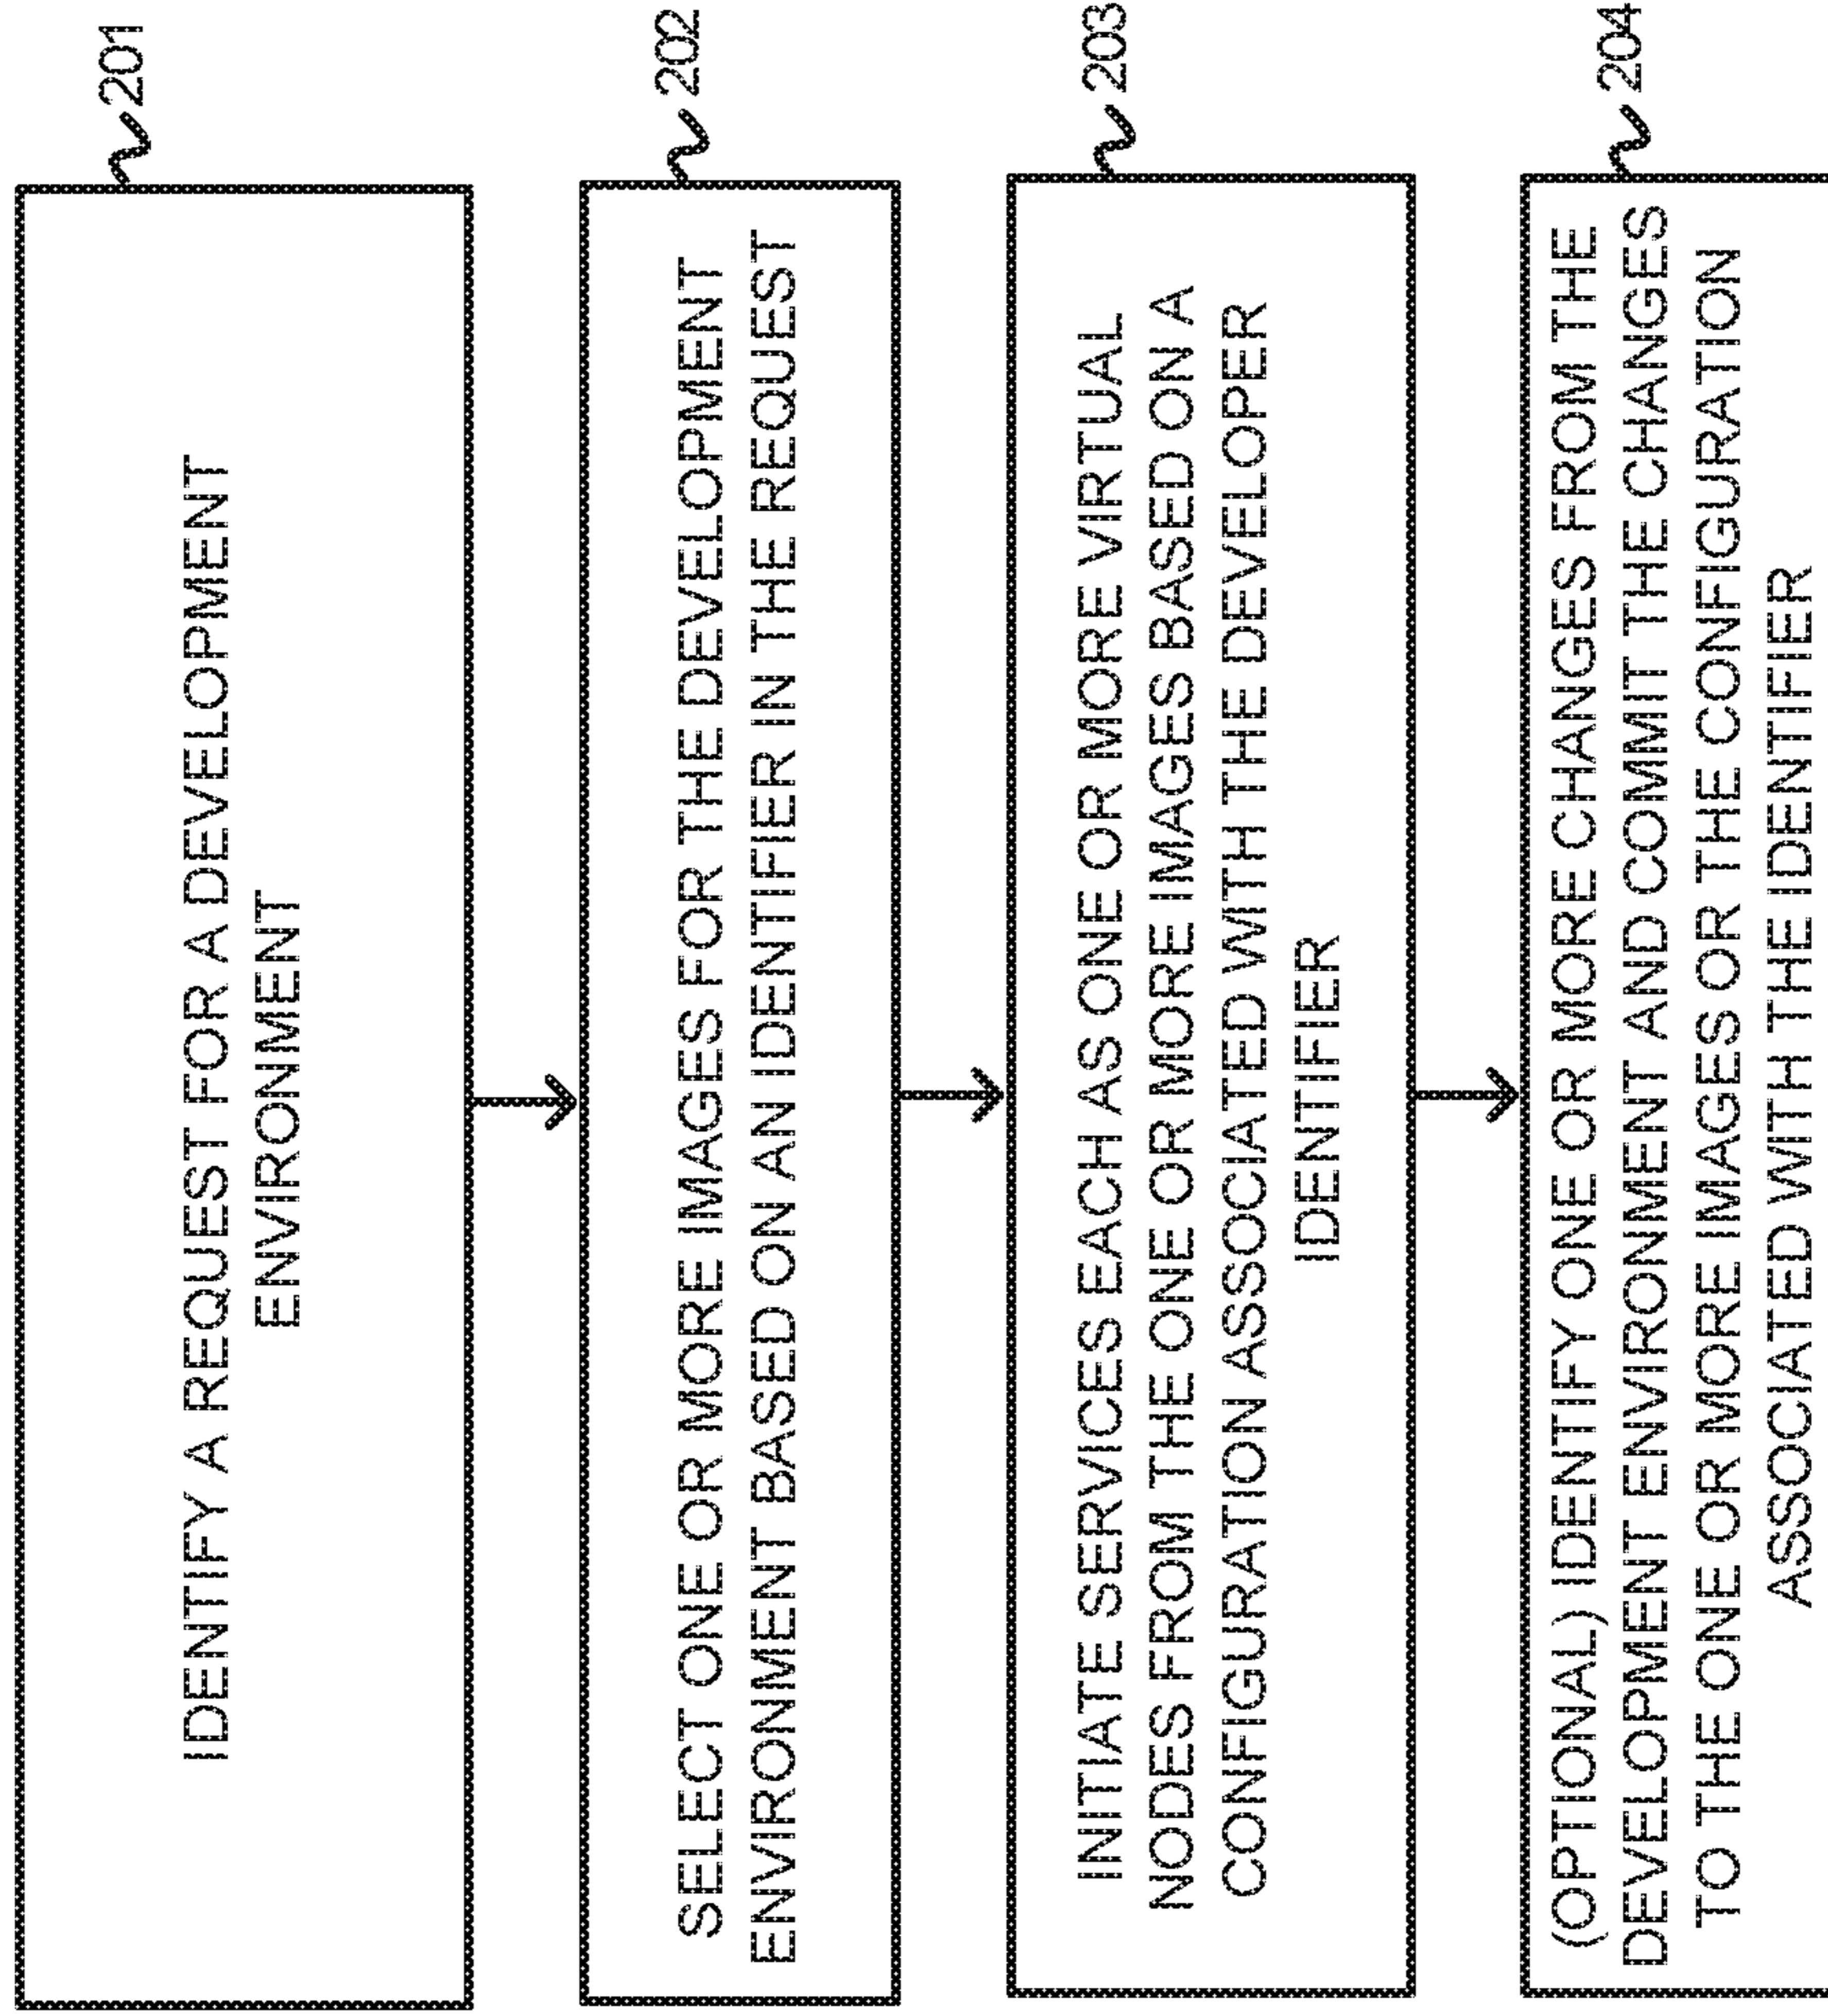 IDENTIFY A REQUEST FOR A DEVELOPMENT
ENVIRONMENT
201
SELECT ONE OR MORE IMAGES FOR THE DEVELOPMENT
ENVIRONMENT BASED ON AN IDENTIFIER IN THE REQUEST
202
INITIATE SERVICES EACH AS ONE OR MORE VIRTUAL
NODES FROM THE ONE OR MORE IMAGES BASED ON A
CONFIGURATION ASSOCIATED WITH THE DEVELOPER
IDENTIFIER
203
(OPTIONAL) IDENTIFY ONE OR MORE CHANGES FROM THE
DEVELOPMENT ENVIRONMENT AND COMMIT THE CHANGES
TO THE ONE OR MORE IMAGES OR THE CONFIGURATION
ASSOCIATED WITH THE IDENTIFIER
204